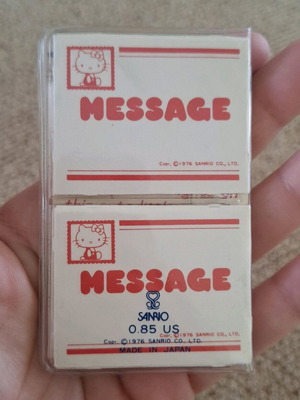 MESSAGE
COPR. ©1976 SANRIO CO., LTD.
MESSAGE
SANRIO
0.85 US
COPR. ©1976 SANRIO CO., LTD.
COPR. ©1976 SANRIO CO., LTD.
MADE IN JAPAN